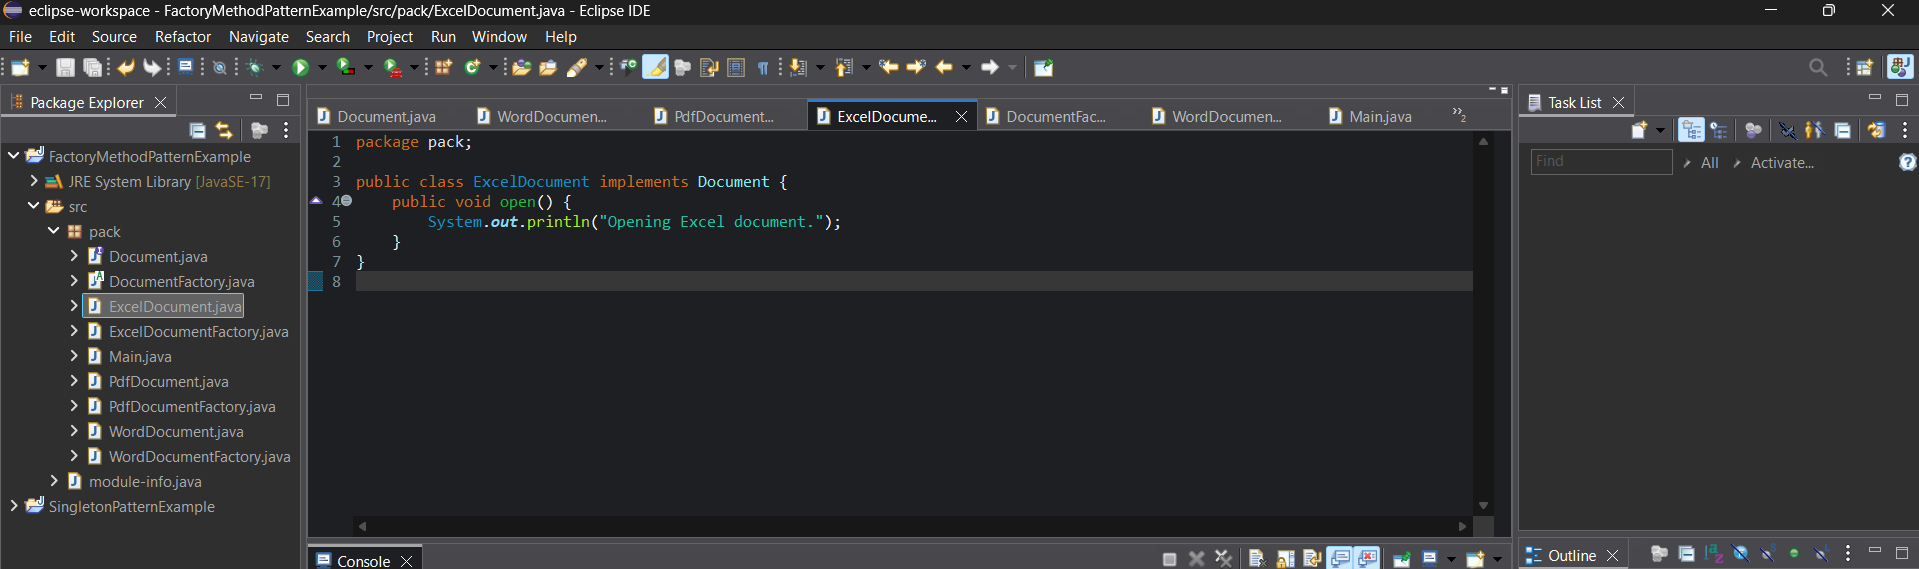 eclipse-workspace - FactoryMethodPatternExample/src/pack/ExcelDocument.java - Eclipse IDE
File Edit Source Refactor Navigate Search Project Run Window Help
Package Explorer
FactoryMethodPatternExample
JRE System Library [JavaSE-17]
src
pack
Document.java
DocumentFactory.java
ExcelDocument.java
ExcelDocumentFactory.java
Main.java
PdfDocument.java
PdfDocumentFactory.java
WordDocument.java
WordDocumentFactory.java
module-info.java
SingletonPatternExample
Document.java WordDocumen... PdfDocument... ExcelDocume... DocumentFac... WordDocumen... Main.java »2
1 package pack;
2
3 public class ExcelDocument implements Document {
4 public void open() {
5 System.out.println("Opening Excel document.");
6 }
7 }
8
Console
Task List
Find All Activate...
Outline